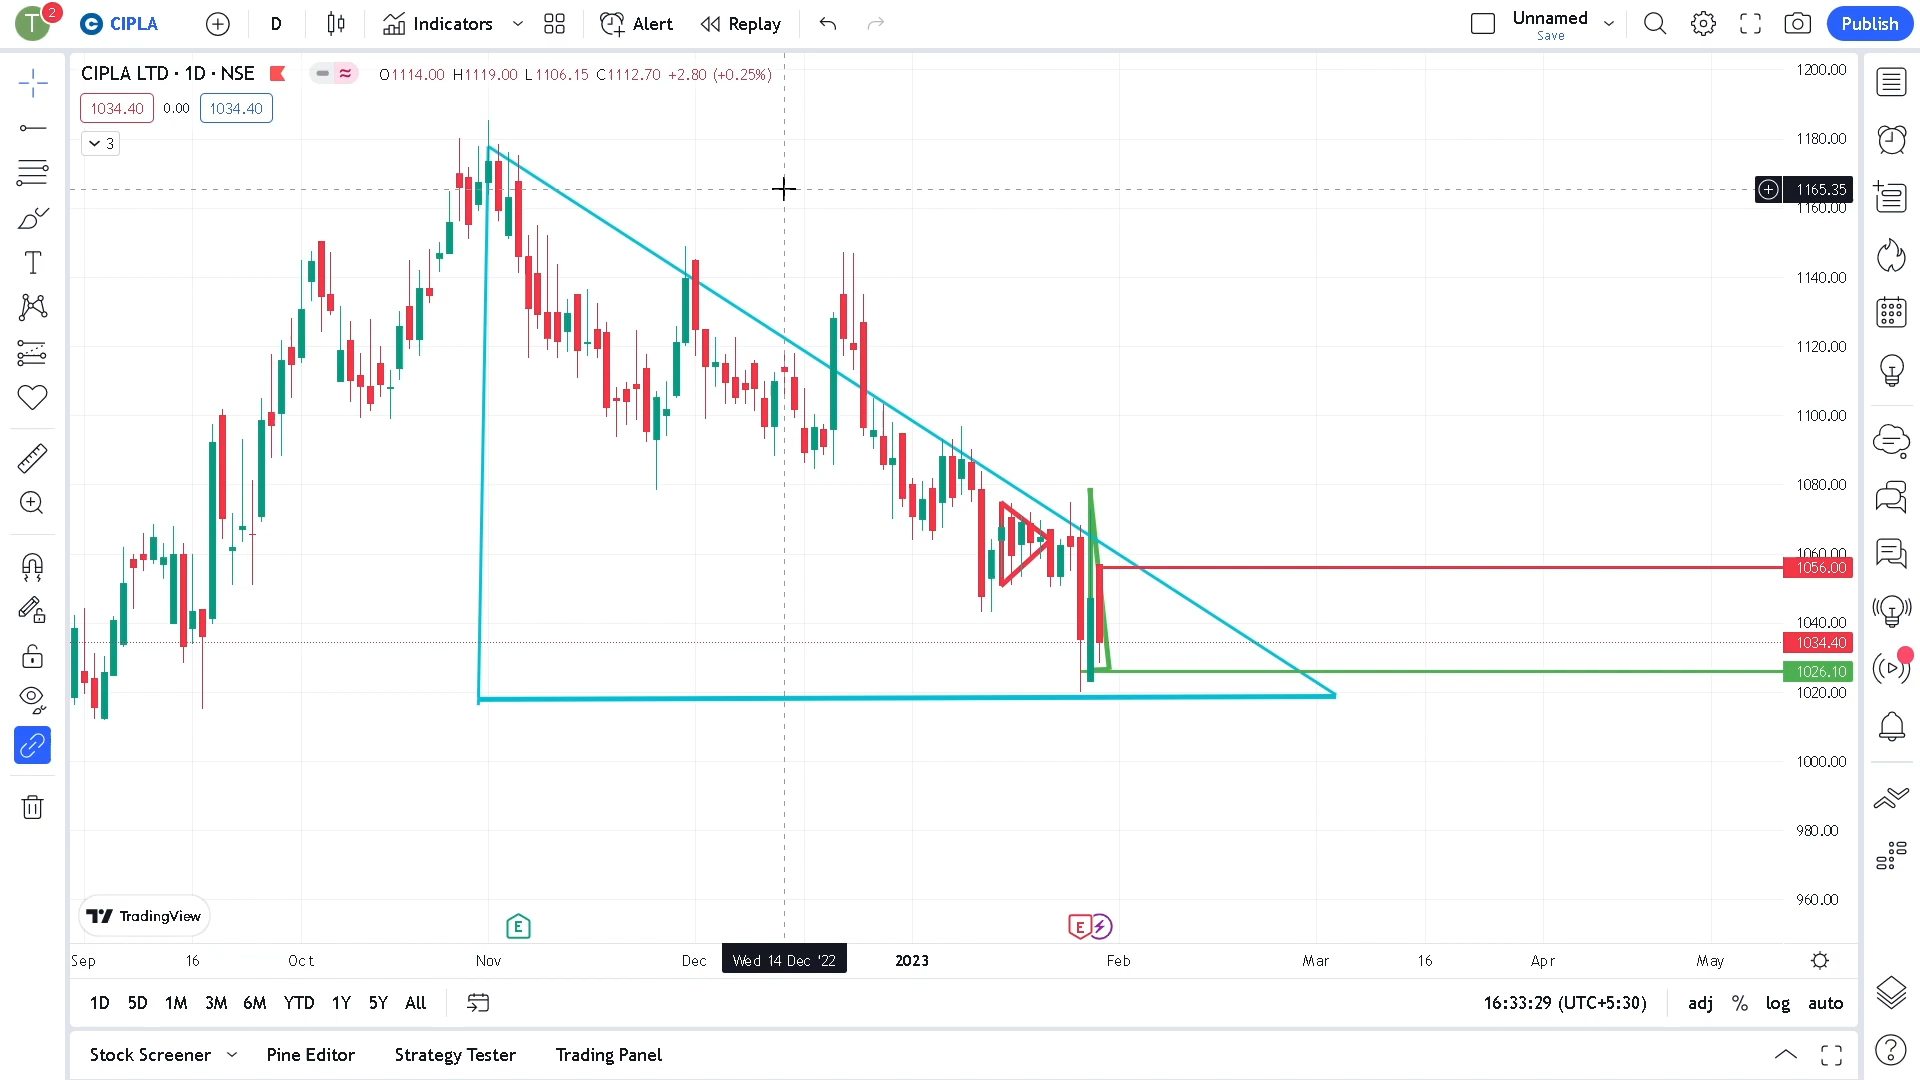 T 2 C CIPLA D Indicators Alert Replay Unnamed Save Publish
CIPLA LTD · 1D · NSE O1114.00 H1119.00 L1106.15 C1112.70 +2.80 (+0.25%)
1034.40 0.00 1034.40
3
T
1200.00
1180.00
1165.35
1160.00
1140.00
1120.00
1100.00
1080.00
1060.00
1056.00
1040.00
1034.40
1026.10
1020.00
1000.00
980.00
960.00
TradingView
E E
Sep 16 Oct Nov Dec Wed 14 Dec '22 2023 Feb Mar 16 Apr May
1D 5D 1M 3M 6M YTD 1Y 5Y All 16:33:29 (UTC+5:30) adj % log auto
Stock Screener Pine Editor Strategy Tester Trading Panel